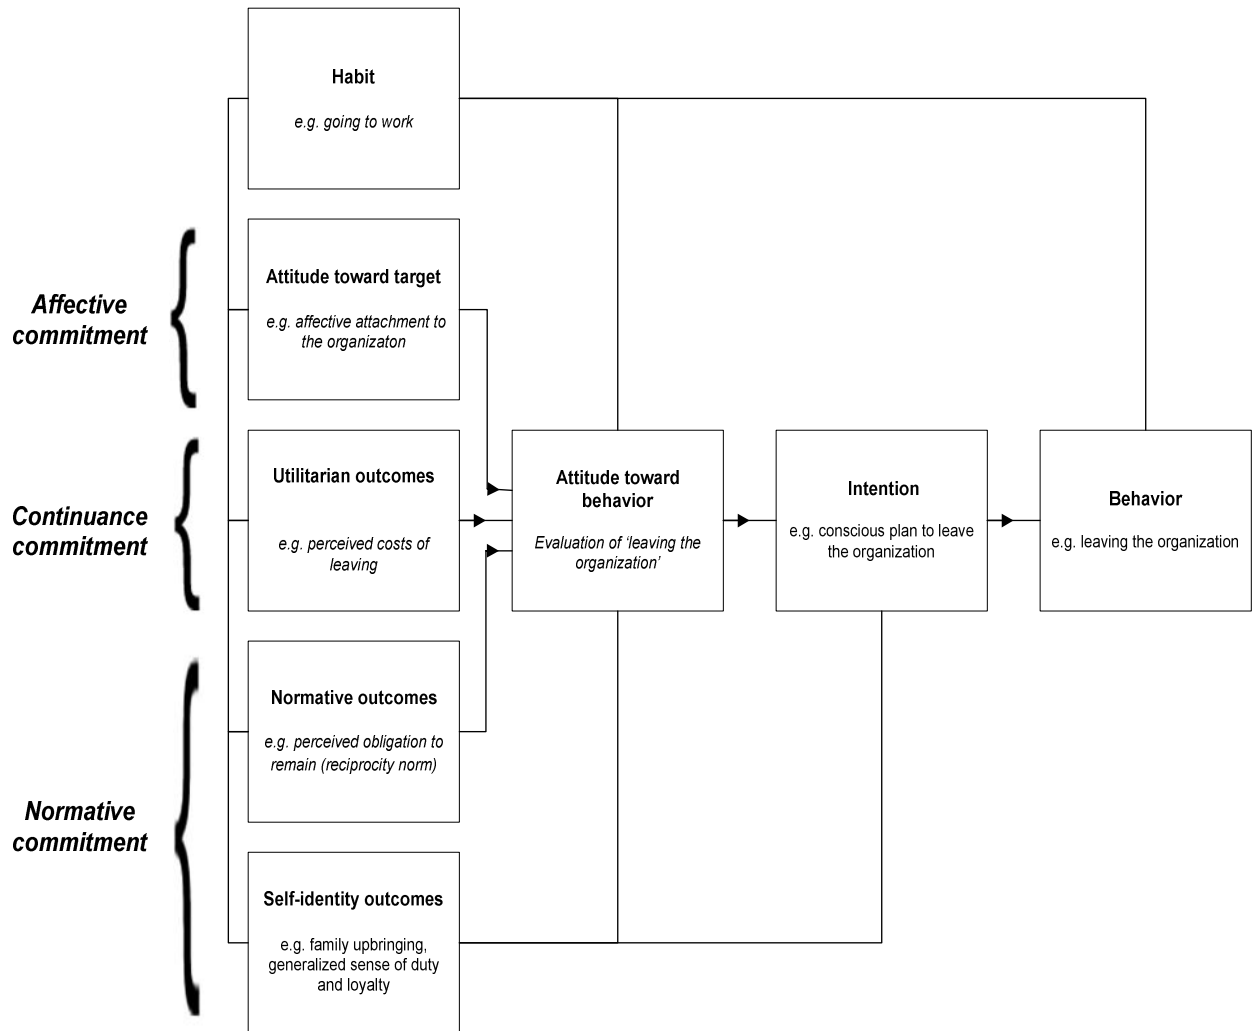 Habit
e.g. going to work
Affective
commitment
Attitude toward target
e.g. affective attachment to
the organizaton
Continuance
commitment
Utilitarian outcomes
e.g. perceived costs of
leaving
Attitude toward
behavior
Evaluation of ‘leaving the
organization’
Intention
e.g. conscious plan to leave
the organization
Behavior
e.g. leaving the organization
Normative
commitment
Normative outcomes
e.g. perceived obligation to
remain (reciprocity norm)
Self-identity outcomes
e.g. family upbringing,
generalized sense of duty
and loyalty